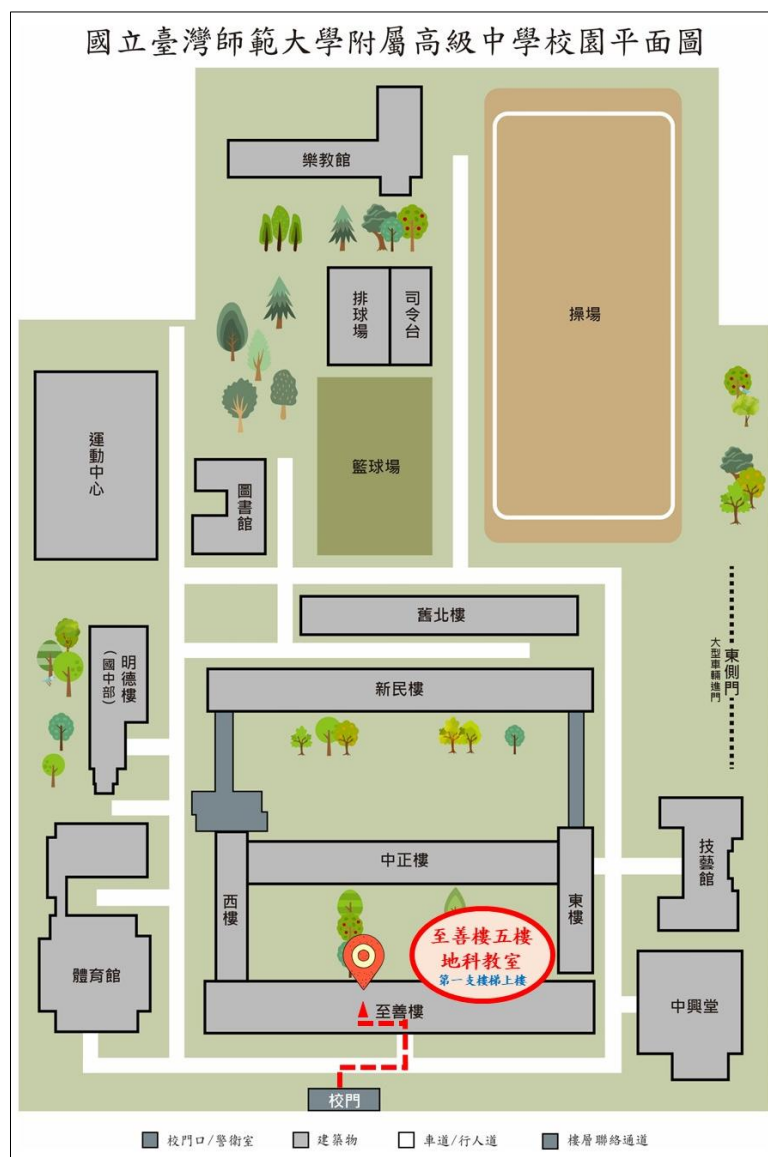 國立臺灣師範大學附屬高級中學校園平面圖
樂教館
排球場
司令台
操場
運動中心
籃球場
圖書館
舊北樓
明德樓
(國中部)
東側門
大型車輛進門
新民樓
技藝館
中正樓
西樓
東樓
至善樓五樓
地科教室
第一支樓梯上樓
體育館
至善樓
中興堂
校門
校門口/警衛室
建築物
車道/行人道
樓層聯絡通道